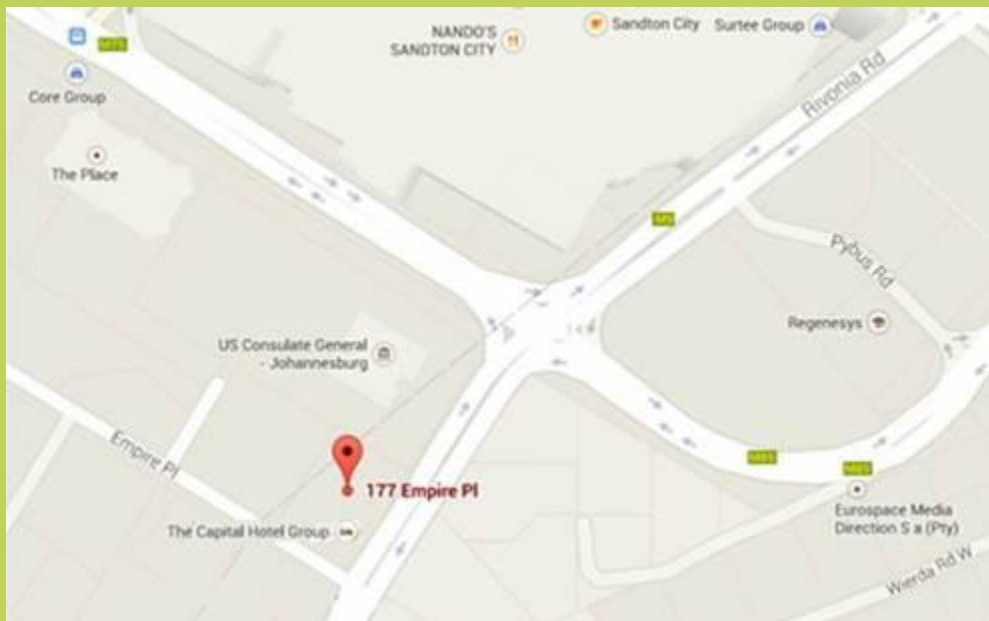 NANDO'S
SANDTON CITY
Sandton City
Surtee Group
M75
Core Group
Rivonia Rd
The Place
M9
Pybus Rd
Regenesys
US Consulate General
- Johannesburg
Empire Pl
M85
M85
177 Empire Pl
The Capital Hotel Group
Eurospace Media
Direction S a (Pty)
Wierda Rd W